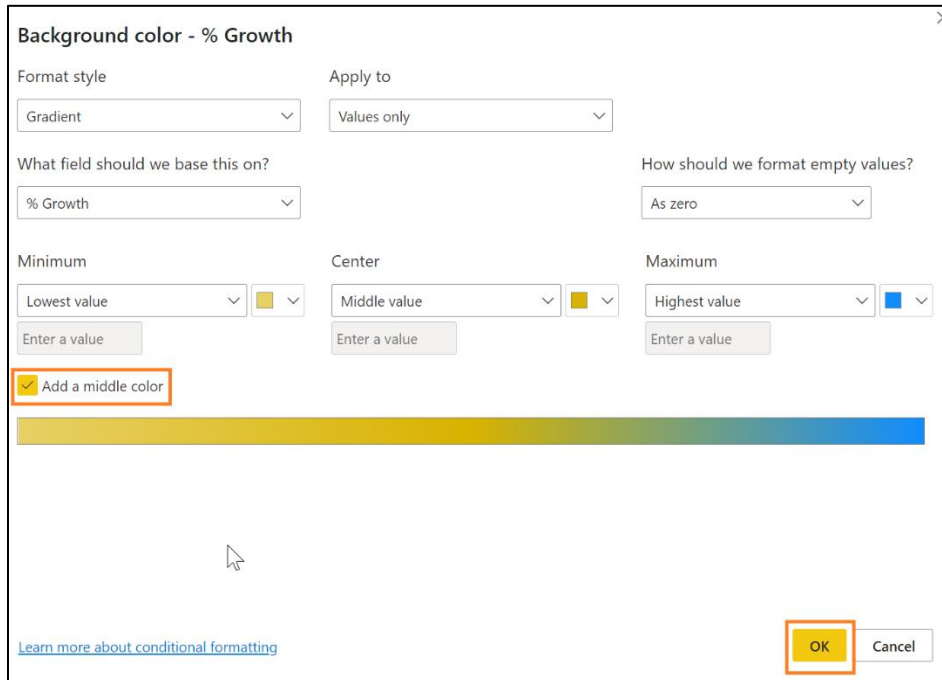 Background color - % Growth
Format style
Apply to
Gradient
Values only
What field should we base this on?
How should we format empty values?
% Growth
As zero
Minimum
Center
Maximum
Lowest value
Middle value
Highest value
Enter a value
Enter a value
Enter a value
Add a middle color
Learn more about conditional formatting
OK
Cancel